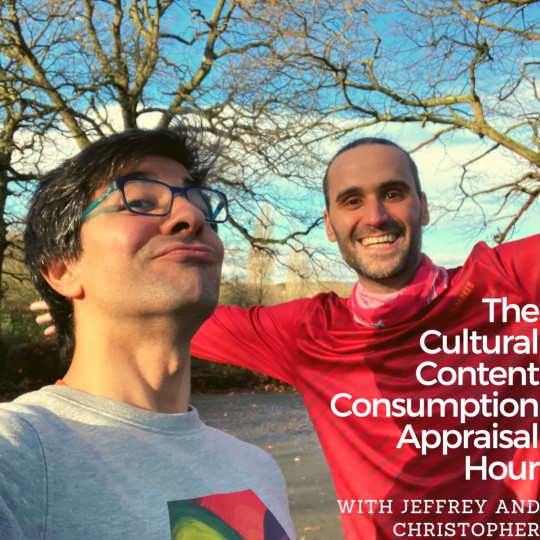 The
Cultural
Content
Consumption
Appraisal
Hour
WITH JEFFREY AND
CHRISTOPHER